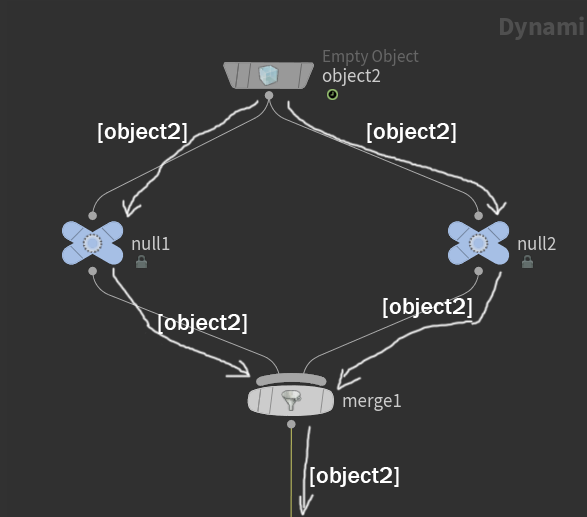 Dynami
Empty Object
object2
[object2]
[object2]
null1
null2
[object2]
[object2]
merge1
[object2]